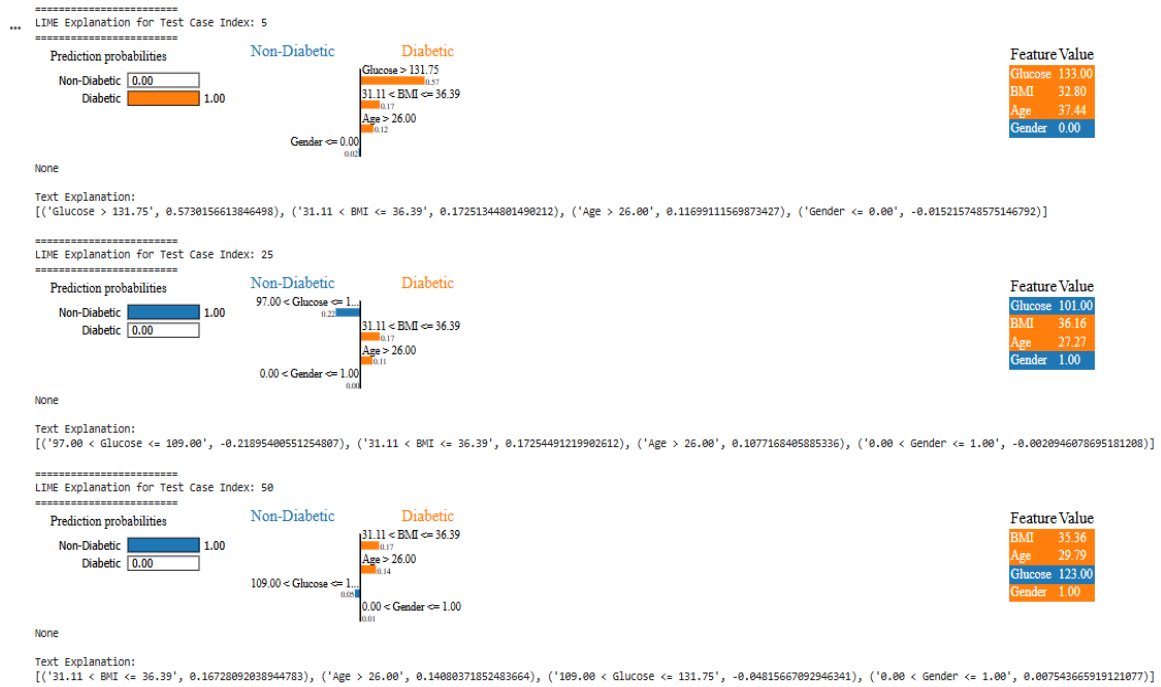 ========================
... LIME Explanation for Test Case Index: 5
========================
Prediction probabilities
Non-Diabetic 0.00
Diabetic 1.00
Non-Diabetic Diabetic
Glucose > 131.75
0.57
31.11 < BMI <= 36.39
0.17
Age > 26.00
0.12
Gender <= 0.00
0.02
Feature Value
Glucose 133.00
BMI 32.80
Age 37.44
Gender 0.00
None
Text Explanation:
[('Glucose > 131.75', 0.5730156613846498), ('31.11 < BMI <= 36.39', 0.17251344801490212), ('Age > 26.00', 0.11699111569873427), ('Gender <= 0.00', -0.015215748575146792)]
========================
LIME Explanation for Test Case Index: 25
========================
Prediction probabilities
Non-Diabetic 1.00
Diabetic 0.00
Non-Diabetic Diabetic
97.00 < Glucose <= 1...
0.22
31.11 < BMI <= 36.39
0.17
Age > 26.00
0.11
0.00 < Gender <= 1.00
0.00
Feature Value
Glucose 101.00
BMI 36.16
Age 27.27
Gender 1.00
None
Text Explanation:
[('97.00 < Glucose <= 109.00', -0.21895400551254807), ('31.11 < BMI <= 36.39', 0.17254491219902612), ('Age > 26.00', 0.1077168405885336), ('0.00 < Gender <= 1.00', -0.0020946078695181208)]
========================
LIME Explanation for Test Case Index: 50
========================
Prediction probabilities
Non-Diabetic 1.00
Diabetic 0.00
Non-Diabetic Diabetic
31.11 < BMI <= 36.39
0.17
Age > 26.00
0.14
109.00 < Glucose <= 1...
0.05
0.00 < Gender <= 1.00
0.01
Feature Value
BMI 35.36
Age 29.79
Glucose 123.00
Gender 1.00
None
Text Explanation:
[('31.11 < BMI <= 36.39', 0.16728092038944783), ('Age > 26.00', 0.14080371852483664), ('109.00 < Glucose <= 131.75', -0.04815667092946341), ('0.00 < Gender <= 1.00', 0.007543665919121077)]